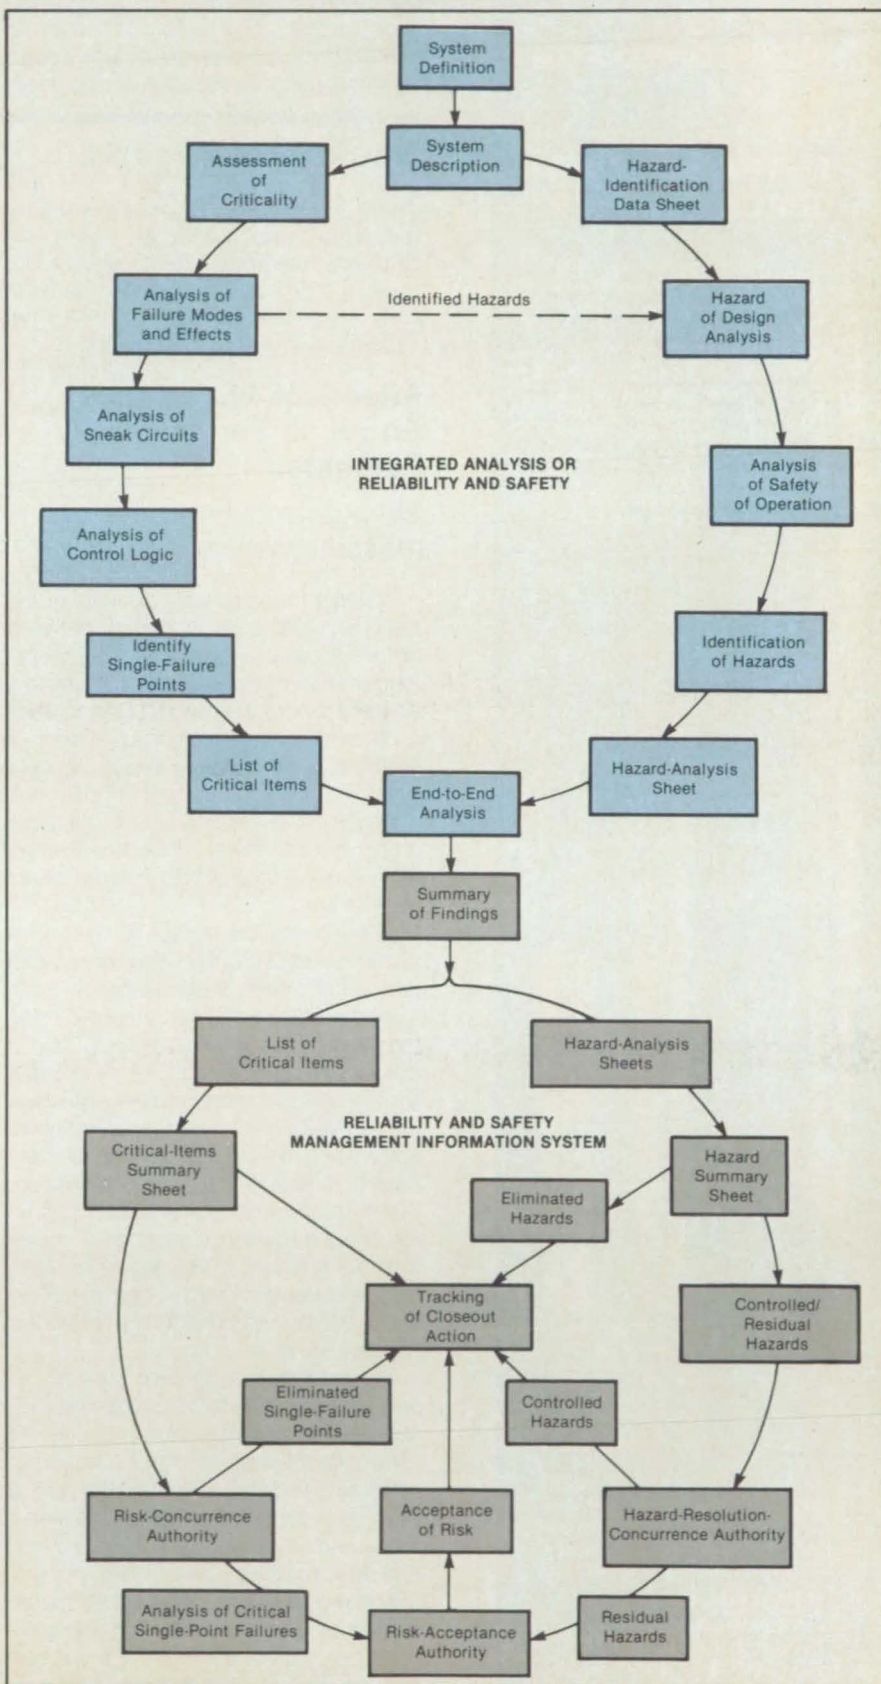 System
Definition
System
Description
Assessment
of
Criticality
Hazard-
Identification
Data Sheet
Analysis of
Failure Modes
and Effects
Identified Hazards
Hazard
of Design
Analysis
Analysis of
Sneak Circuits
INTEGRATED ANALYSIS OR
RELIABILITY AND SAFETY
Analysis
of Safety
of Operation
Analysis of
Control Logic
Identify
Single-Failure
Points
Identification
of Hazards
List of
Critical Items
End-to-End
Analysis
Hazard-Analysis
Sheet
Summary
of Findings
List of
Critical Items
Hazard-Analysis
Sheets
RELIABILITY AND SAFETY
MANAGEMENT INFORMATION SYSTEM
Critical-Items
Summary
Sheet
Hazard
Summary
Sheet
Eliminated
Hazards
Tracking
of Closeout
Action
Controlled/
Residual
Hazards
Eliminated
Single-Failure
Points
Controlled
Hazards
Risk-Concurrence
Authority
Acceptance
of Risk
Hazard-Resolution-
Concurrence Authority
Analysis of Critical
Single-Point Failures
Risk-Acceptance
Authority
Residual
Hazards